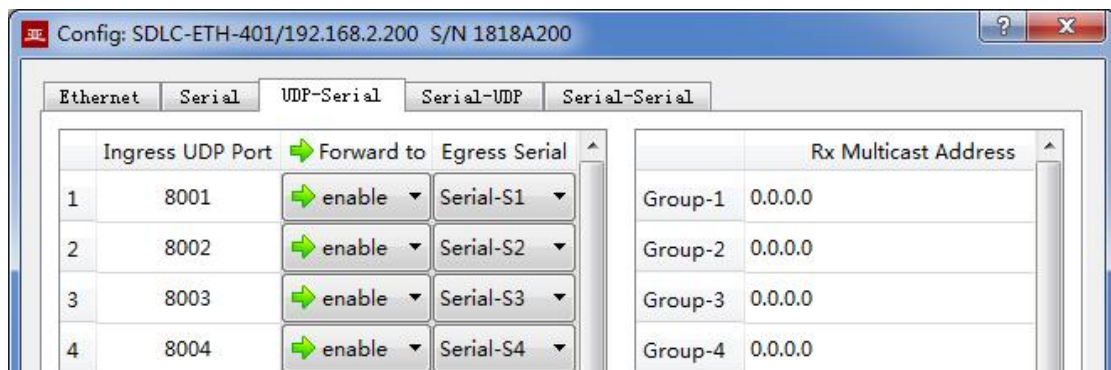 亚 Config: SDLC-ETH-401/192.168.2.200 S/N 1818A200 ? X
Ethernet Serial UDP-Serial Serial-UDP Serial-Serial
Ingress UDP Port Forward to Egress Serial Rx Multicast Address
1 8001 enable Serial-S1 Group-1 0.0.0.0
2 8002 enable Serial-S2 Group-2 0.0.0.0
3 8003 enable Serial-S3 Group-3 0.0.0.0
4 8004 enable Serial-S4 Group-4 0.0.0.0